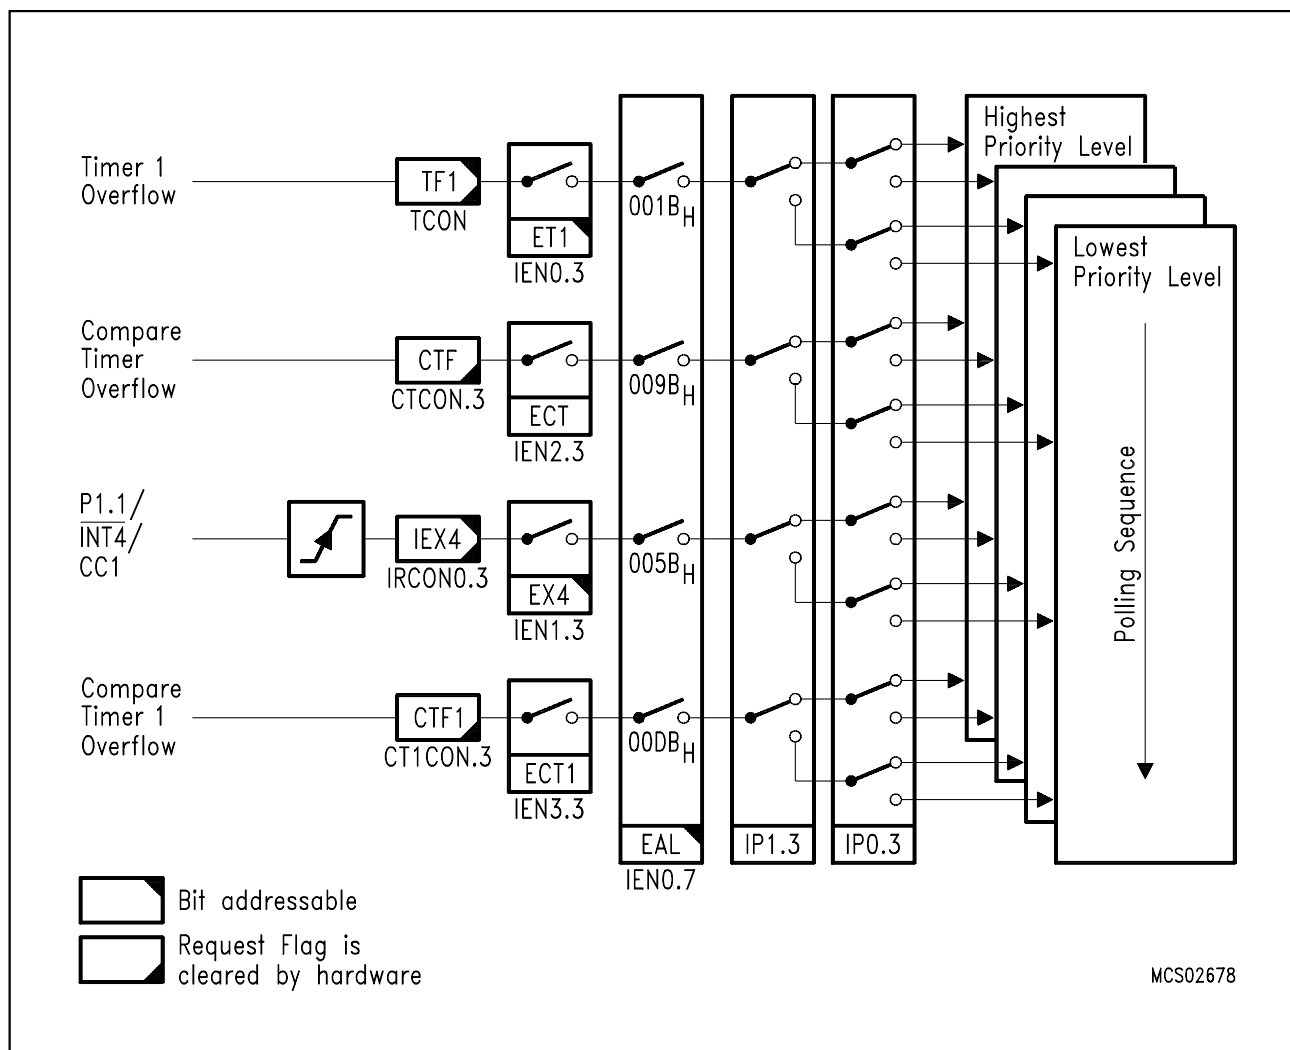 Highest
Priority Level
Timer 1
Overflow
TF1
TCON
ET1
IEN0.3
001BH
Lowest
Priority Level
Compare
Timer
Overflow
CTF
CTCON.3
ECT
IEN2.3
009BH
P1.1/
INT4/
CC1
IEX4
IRCON0.3
EX4
IEN1.3
005BH
Polling Sequence
Compare
Timer 1
Overflow
CTF1
CT1CON.3
ECT1
IEN3.3
00DBH
EAL
IEN0.7
IP1.3
IP0.3
Bit addressable
Request Flag is
cleared by hardware
MCS02678